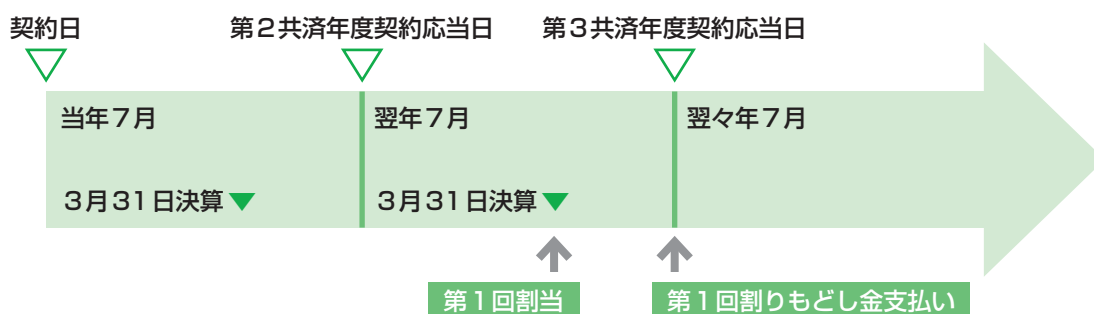 契約日 第2共済年度契約応当日 第3共済年度契約応当日
当年7月 翌年7月 翌々年7月
3月31日決算 3月31日決算
第1回割当 第1回割りもどし金支払い